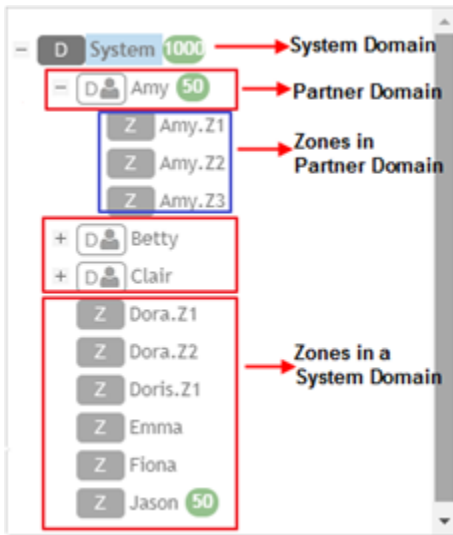 D System 1000 System Domain
D Amy 50 Partner Domain
Z Amy.Z1
Zones in
Z Amy.Z2
Partner Domain
Z Amy.Z3
D Betty
D Clair
Z Dora.Z1
Z Dora.Z2
Zones in a
System Domain
Z Doris.Z1
Z Emma
Z Fiona
Z Jason 50